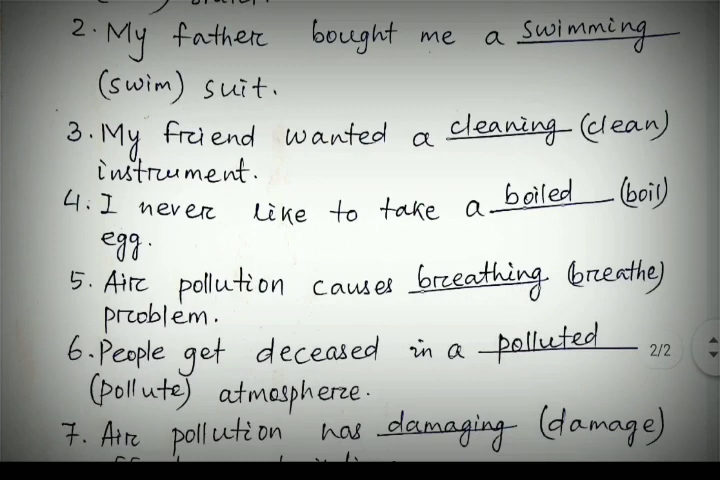 2. My father bought me a swimming
(swim) suit.
3. My friend wanted a cleaning (clean)
instrument.
4. I never like to take a boiled (boil)
egg.
5. Air pollution causes breathing (breathe)
problem.
6. People get deceased in a polluted
2/2
(pollute) atmosphere.
7. Air pollution has damaging (damage)